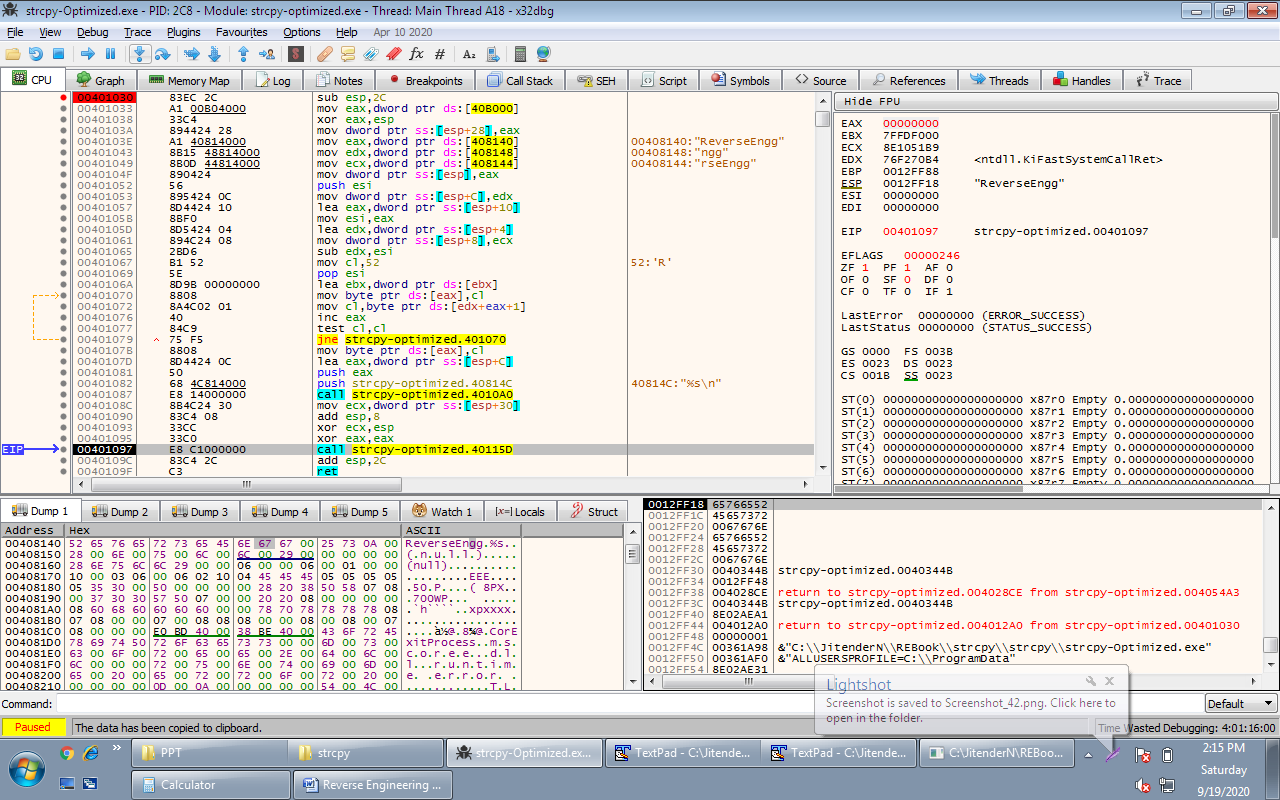 strcpy-Optimized.exe - PID: 2C8 - Module: strcpy-optimized.exe - Thread: Main Thread A18 - x32dbg
File View Debug Trace Plugins Favourites Options Help Apr 10 2020
CPU Graph Memory Map Log Notes Breakpoints Call Stack SEH Script Symbols Source References Threads Handles Trace
00401030 83EC 2C sub esp,2C
00401033 A1 00B04000 mov eax,dword ptr ds:[40B000]
00401038 33C4 xor eax,esp
0040103A 894424 28 mov dword ptr ss:[esp+28],eax
0040103E A1 40814000 mov eax,dword ptr ds:[408140] 00408140:"ReverseEngg"
00401043 8B15 48814000 mov edx,dword ptr ds:[408148] 00408148:"ngg"
00401049 8B0D 44814000 mov ecx,dword ptr ds:[408144] 00408144:"rseEngg"
0040104F 890424 mov dword ptr ss:[esp],eax
00401052 56 push esi
00401053 895424 0C mov dword ptr ss:[esp+C],edx
00401057 8D4424 10 lea eax,dword ptr ss:[esp+10]
0040105B 8BF0 mov esi,eax
0040105D 8D5424 04 lea edx,dword ptr ss:[esp+4]
00401061 894C24 08 mov dword ptr ss:[esp+8],ecx
00401065 2BD6 sub edx,esi
00401067 B1 52 mov cl,52 52:'R'
00401069 5E pop esi
0040106A 8D9B 00000000 lea ebx,dword ptr ds:[ebx]
00401070 8808 mov byte ptr ds:[eax],cl
00401072 8A4C02 01 mov cl,byte ptr ds:[edx+eax+1]
00401076 40 inc eax
00401077 84C9 test cl,cl
00401079 75 F5 jne strcpy-optimized.401070
0040107B 8808 mov byte ptr ds:[eax],cl
0040107D 8D4424 0C lea eax,dword ptr ss:[esp+C]
00401081 50 push eax
00401082 68 4C814000 push strcpy-optimized.40814C 40814C:"%s\n"
00401087 E8 14000000 call strcpy-optimized.4010A0
0040108C 8B4C24 30 mov ecx,dword ptr ss:[esp+30]
00401090 83C4 08 add esp,8
00401093 33CC xor ecx,esp
00401095 33C0 xor eax,eax
EIP 00401097 E8 C1000000 call strcpy-optimized.40115D
0040109C 83C4 2C add esp,2C
0040109F C3 ret
Hide FPU
EAX 00000000
EBX 7FFDF000
ECX 8E1051B9
EDX 76F270B4 <ntdll.KiFastSystemCallRet>
EBP 0012FF88
ESP 0012FF18 "ReverseEngg"
ESI 00000000
EDI 00000000
EIP 00401097 strcpy-optimized.00401097
EFLAGS 00000246
ZF 1 PF 1 AF 0
OF 0 SF 0 DF 0
CF 0 TF 0 IF 1
LastError 00000000 (ERROR_SUCCESS)
LastStatus 00000000 (STATUS_SUCCESS)
GS 0000 FS 003B
ES 0023 DS 0023
CS 001B SS 0023
ST(0) 00000000000000000000 x87r0 Empty 0.00000000000000000
ST(1) 00000000000000000000 x87r1 Empty 0.00000000000000000
ST(2) 00000000000000000000 x87r2 Empty 0.00000000000000000
ST(3) 00000000000000000000 x87r3 Empty 0.00000000000000000
ST(4) 00000000000000000000 x87r4 Empty 0.00000000000000000
ST(5) 00000000000000000000 x87r5 Empty 0.00000000000000000
ST(6) 00000000000000000000 x87r6 Empty 0.00000000000000000
Dump 1 Dump 2 Dump 3 Dump 4 Dump 5 Watch 1 Locals Struct
Address Hex ASCII
00408140 52 65 76 65 72 73 65 45 6E 67 67 00 25 73 0A 00 ReverseEngg.%s..
00408150 28 00 6E 00 75 00 6C 00 6C 00 29 00 00 00 00 00 (.n.u.l.l.).....
00408160 28 6E 75 6C 6C 29 00 00 06 00 00 06 00 01 00 00 (null)..........
00408170 10 00 03 06 00 06 02 10 04 45 45 45 05 05 05 05 .........EEE....
00408180 05 35 30 00 50 00 00 00 00 28 20 38 50 58 07 08 .50.P....( 8PX..
00408190 00 37 30 30 57 50 07 00 00 20 20 08 00 00 00 00 .700WP...  .....
004081A0 08 60 68 60 60 60 60 00 00 78 70 78 78 78 78 08 .`h````..xpxxxx.
004081B0 07 08 00 00 07 00 08 08 08 00 00 08 00 08 00 07 ................
004081C0 08 00 00 00 E0 BD 40 00 38 BE 40 00 43 6F 72 45 ....à½@.8¾@.CorE
004081D0 78 69 74 50 72 6F 63 65 73 73 00 00 6D 00 73 00 xitProcess..m.s.
004081E0 63 00 6F 00 72 00 65 00 65 00 2E 00 64 00 6C 00 c.o.r.e.e...d.l.
004081F0 6C 00 00 00 72 00 75 00 6E 00 74 00 69 00 6D 00 l...r.u.n.t.i.m.
00408200 65 00 20 00 65 00 72 00 72 00 6F 00 72 00 20 00 e. .e.r.r.o.r. .
00408210 00 00 00 00 0D 00 0A 00 00 00 00 00 54 00 4C 00 ............T.L.
0012FF18 65766552
0012FF1C 45657372
0012FF20 0067676E
0012FF24 65766552
0012FF28 45657372
0012FF2C 0067676E
0012FF30 0040344B strcpy-optimized.0040344B
0012FF34 0012FF48
0012FF38 004028CE return to strcpy-optimized.004028CE from strcpy-optimized.004054A3
0012FF3C 0040344B strcpy-optimized.0040344B
0012FF40 8E02AEA1
0012FF44 004012A0 return to strcpy-optimized.004012A0 from strcpy-optimized.00401030
0012FF48 00000001
0012FF4C 00361A98 &"C:\\JitenderN\\REBook\\strcpy\\strcpy\\strcpy-Optimized.exe"
0012FF50 00361AF0 &"ALLUSERSPROFILE=C:\\ProgramData"
0012FF54 8E02AE31
Lightshot
Screenshot is saved to Screenshot_42.png. Click here to
open in the folder.
Command: Default
Paused The data has been copied to clipboard. Time Wasted Debugging: 4:01:16:00
PPT strcpy strcpy-Optimized.ex... TextPad - C:\Jitende... TextPad - C:\Jitende... C:\JitenderN\REBoo...
Calculator Reverse Engineering ...
2:15 PM
Saturday
9/19/2020